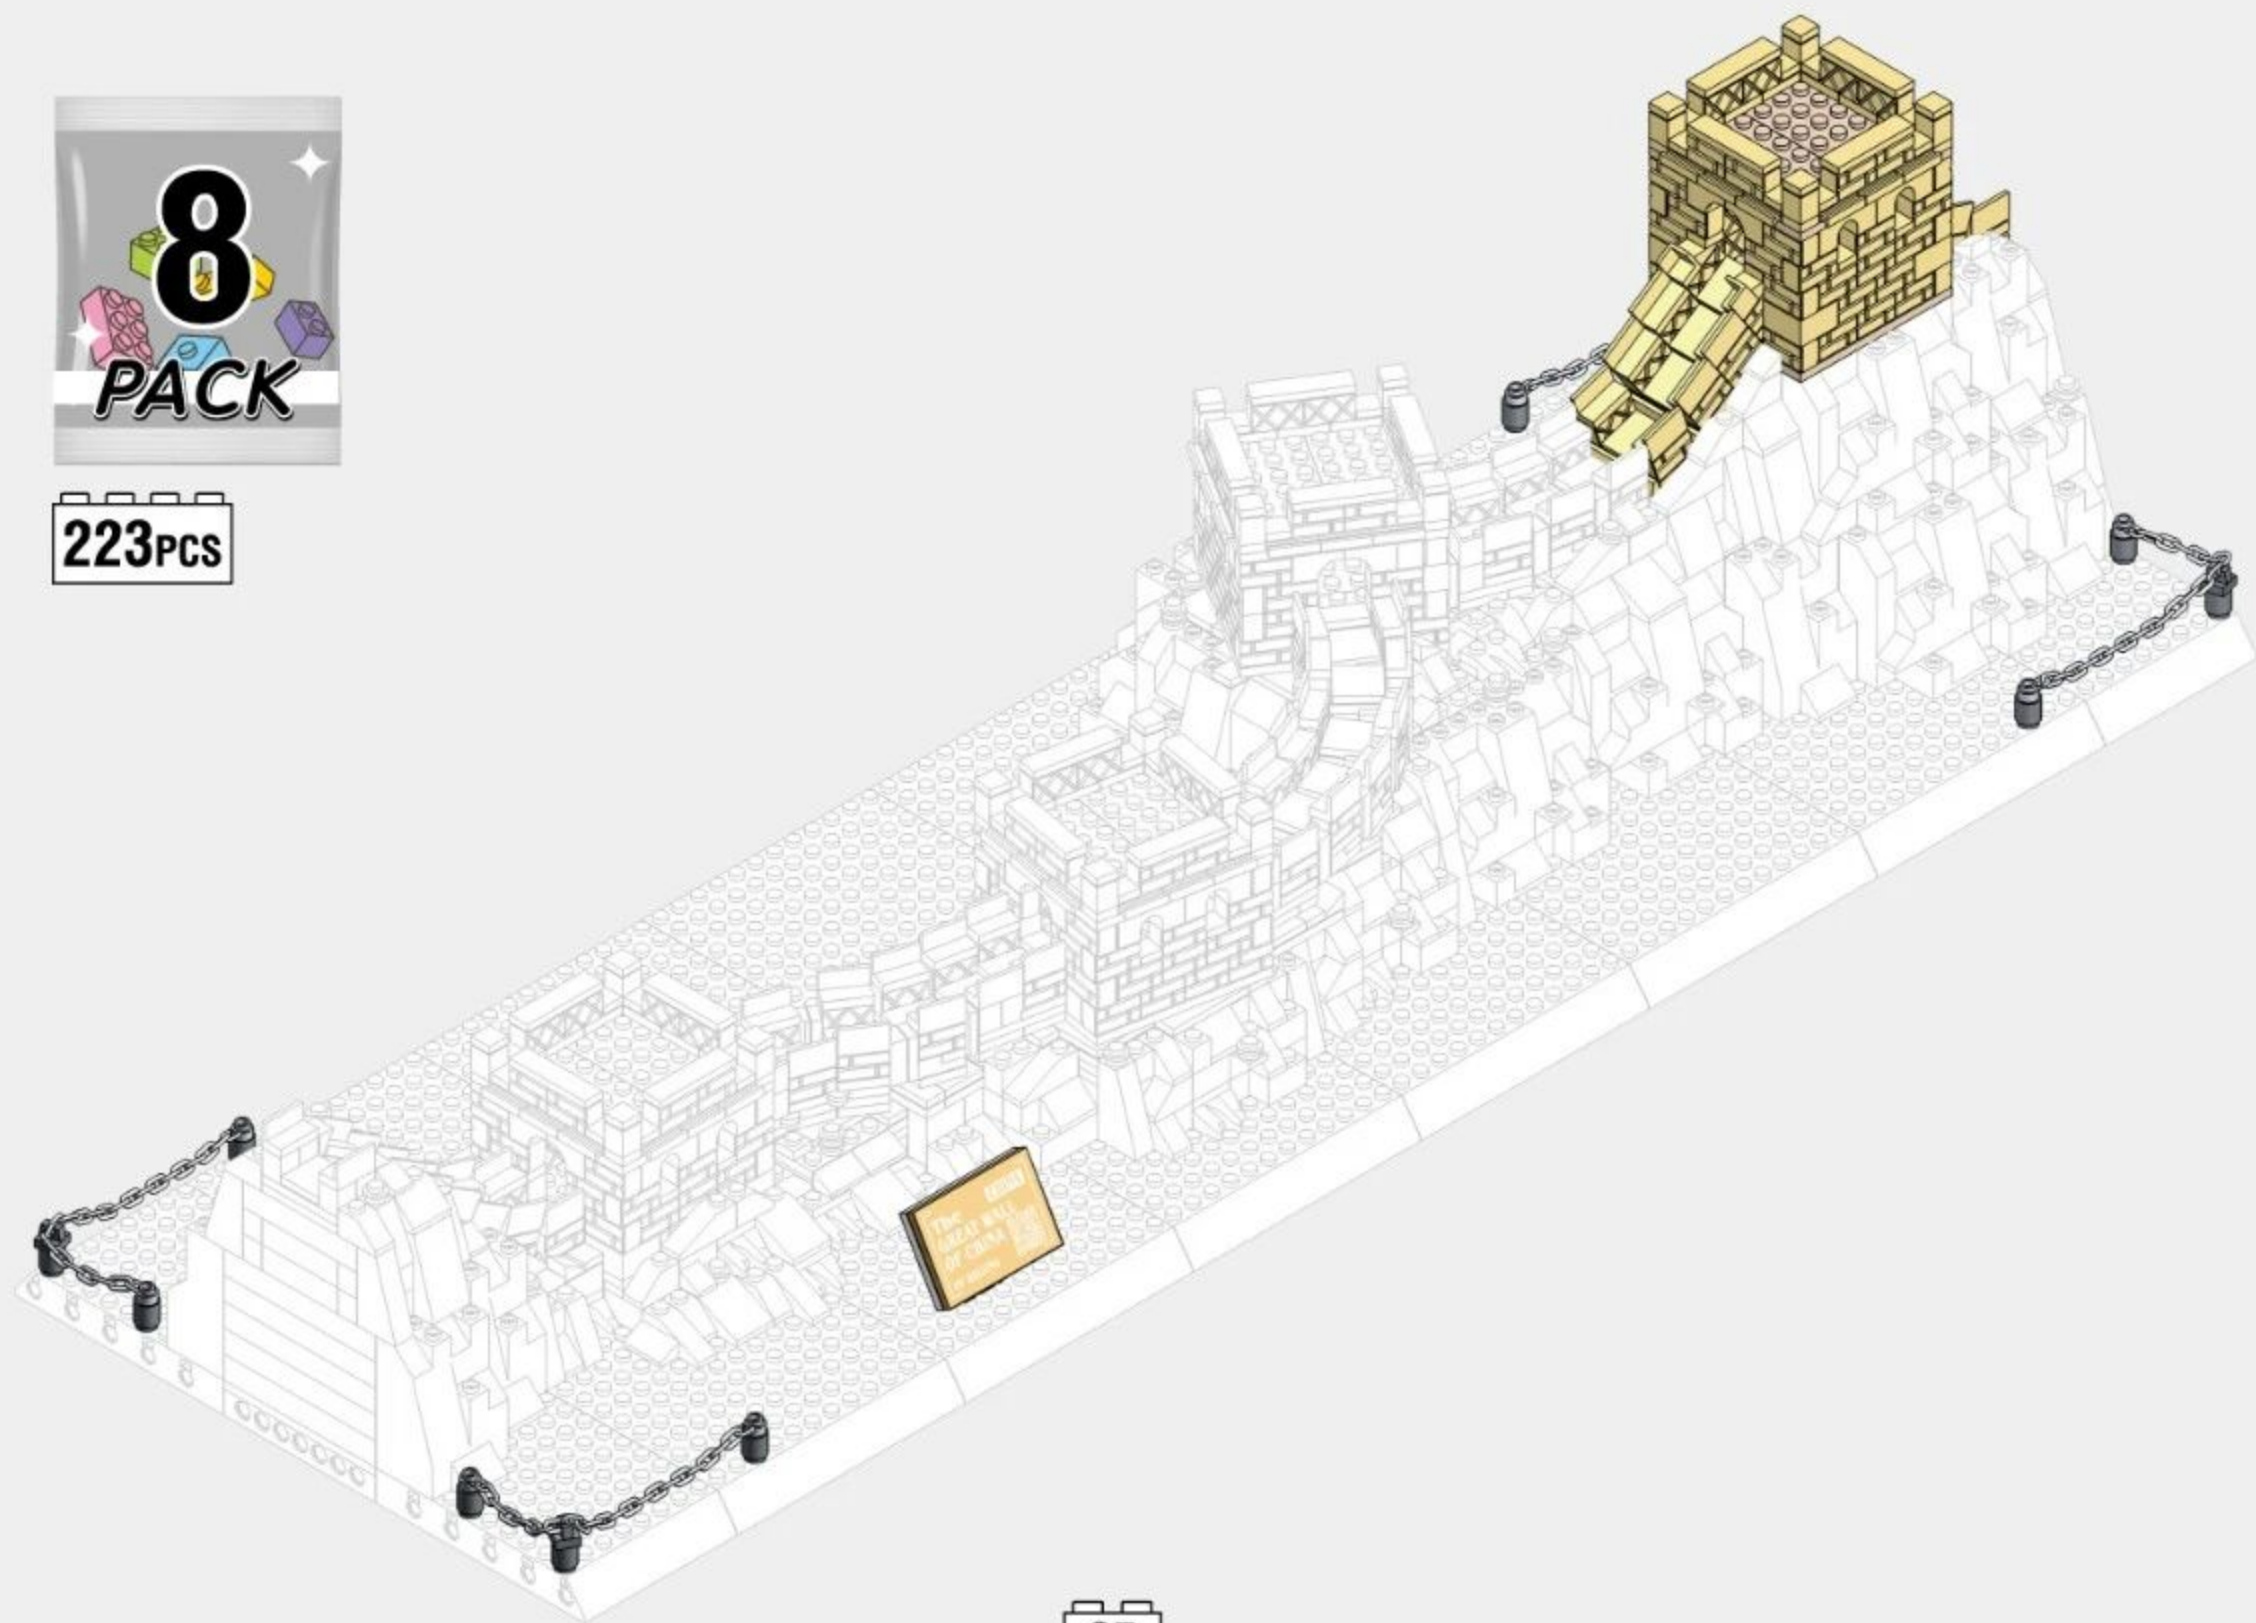 8
PACK
223PCS
The
GREAT WALL
OF CHINA